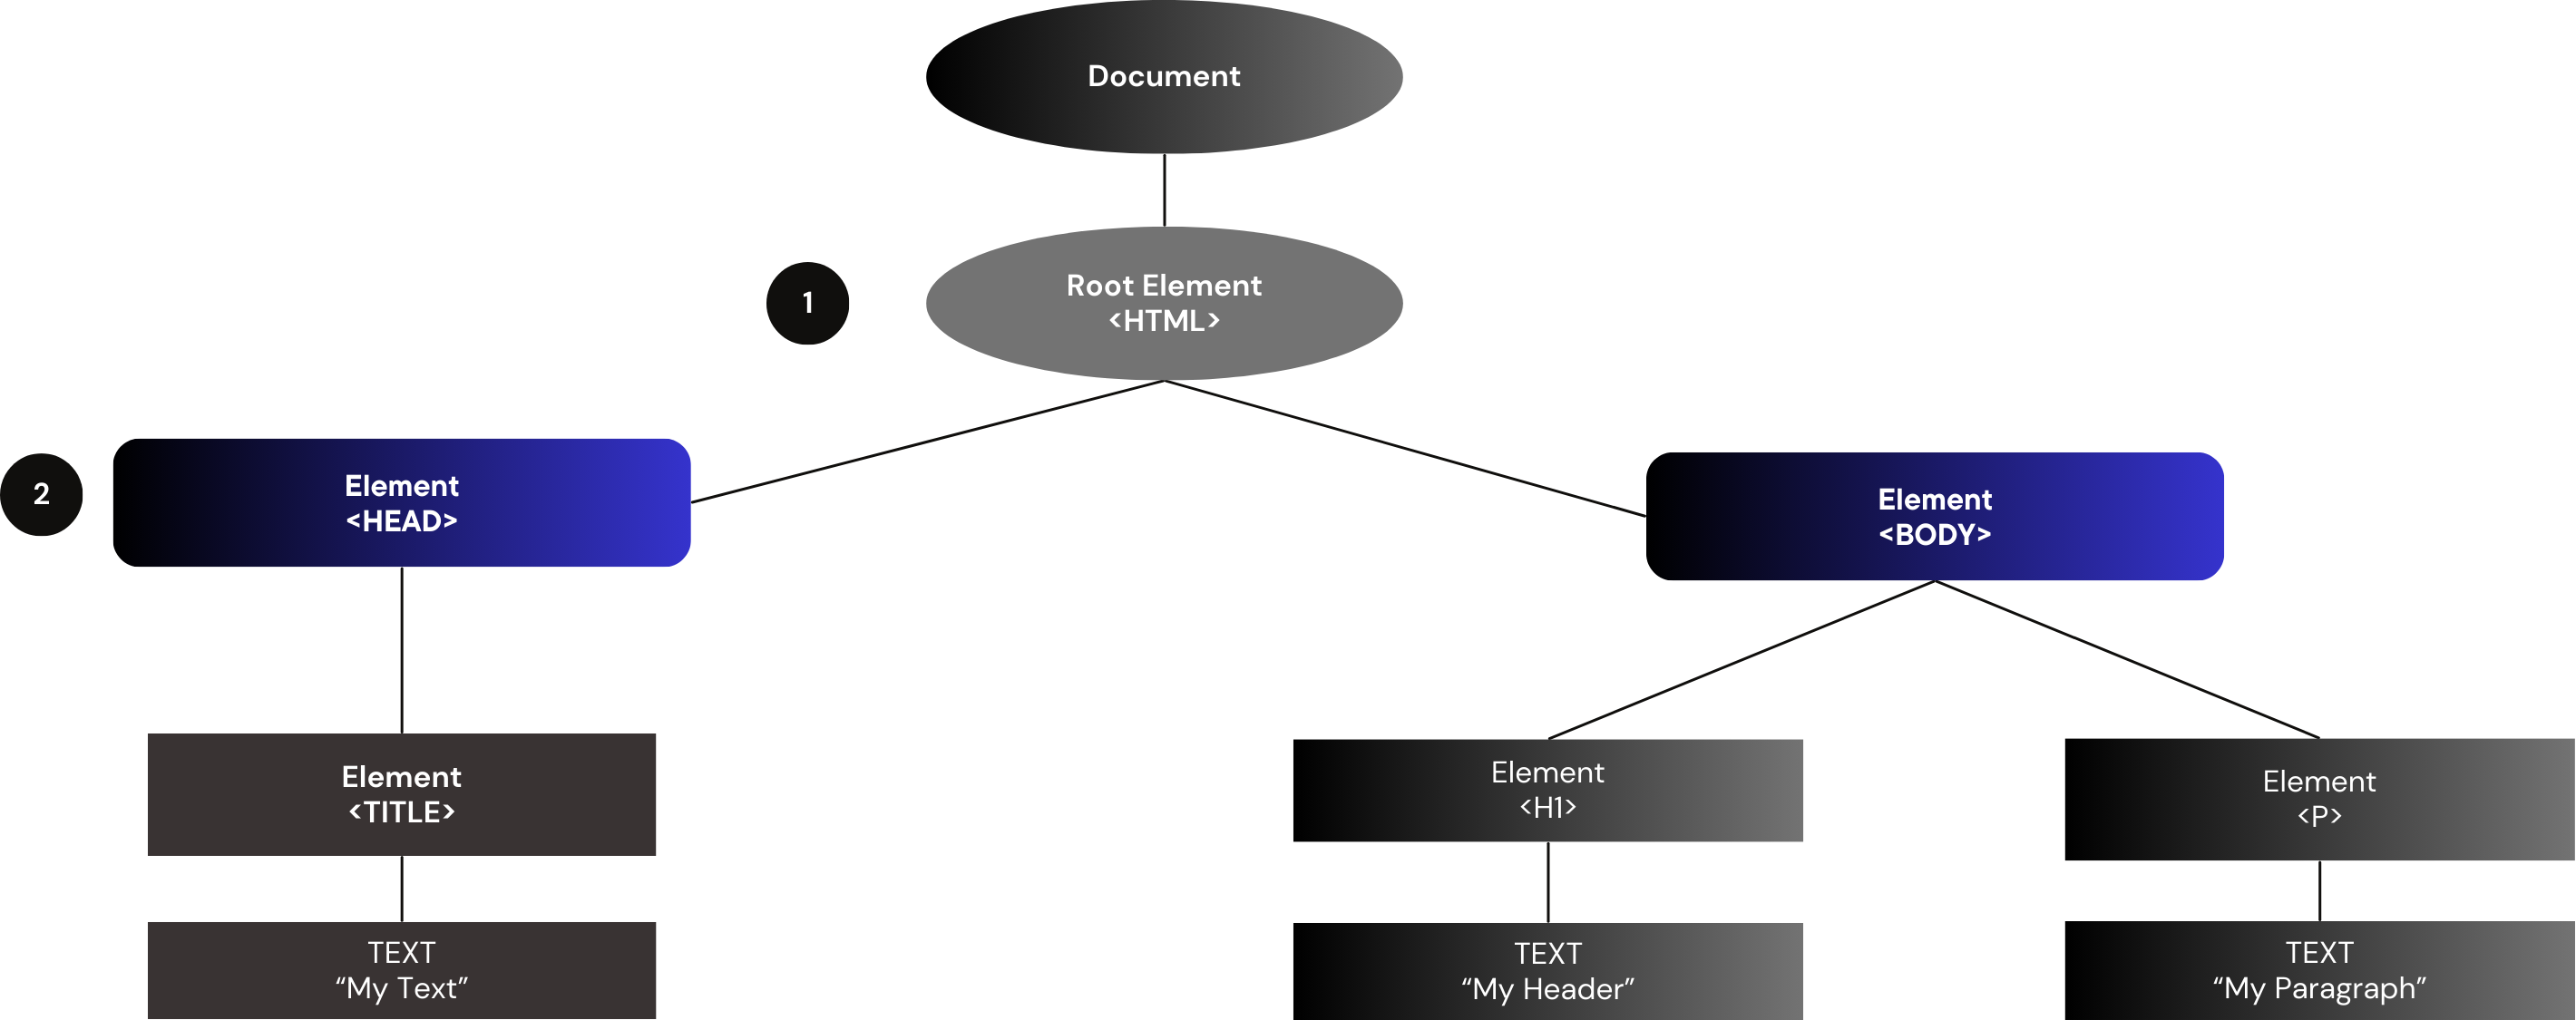 Document
1
Root Element
<HTML>
2
Element
<HEAD>
Element
<BODY>
Element
<TITLE>
Element
<H1>
Element
<P>
TEXT
“My Text”
TEXT
“My Header”
TEXT
“My Paragraph”